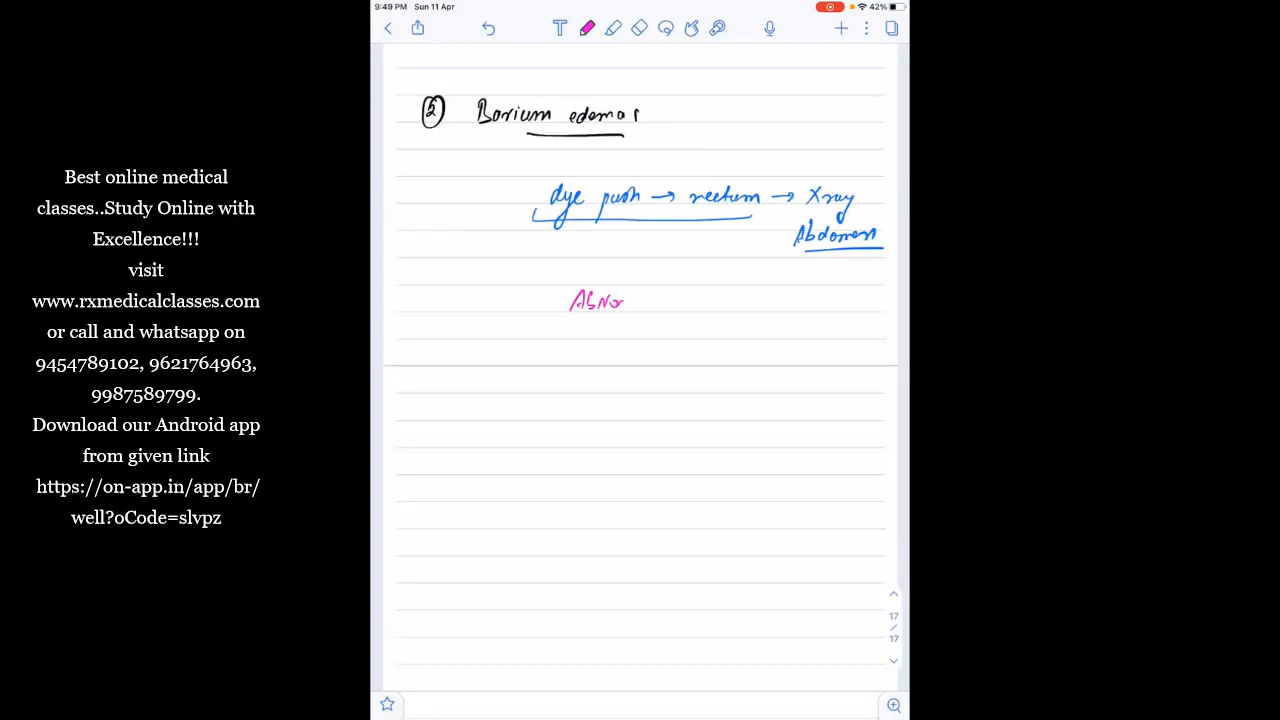 9:49 PM Sun 11 Apr
42%
② Barium edema
dye push → rectum → Xray
Abdomen
AbNor
17
/
17
Best online medical
classes..Study Online with
Excellence!!!
visit
www.rxmedicalclasses.com
or call and whatsapp on
9454789102, 9621764963,
9987589799.
Download our Android app
from given link
https://on-app.in/app/br/
well?oCode=slvpz